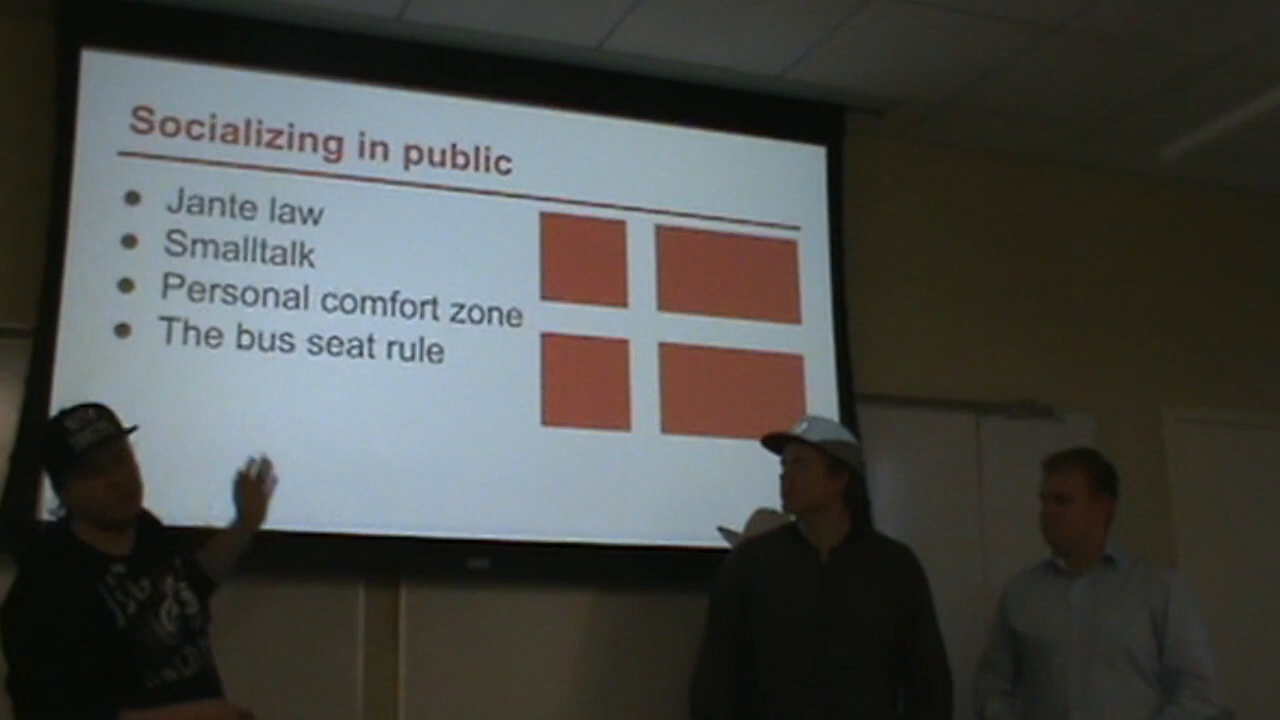 Socializing in public
Jante law
Smalltalk
Personal comfort zone
The bus seat rule